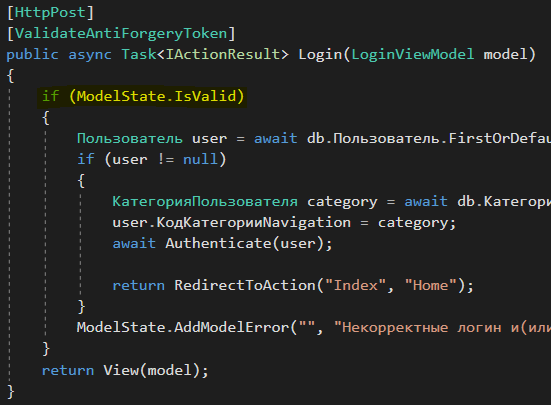 [HttpPost]
[ValidateAntiForgeryToken]
public async Task<IActionResult> Login(LoginViewModel model)
{
if (ModelState.IsValid)
{
Пользователь user = await db.Пользователь.FirstOrDefau
if (user != null)
{
КатегорияПользователя category = await db.Категори
user.КодКатегорииNavigation = category;
await Authenticate(user);
return RedirectToAction("Index", "Home");
}
ModelState.AddModelError("", "Некорректные логин и(или
}
return View(model);
}